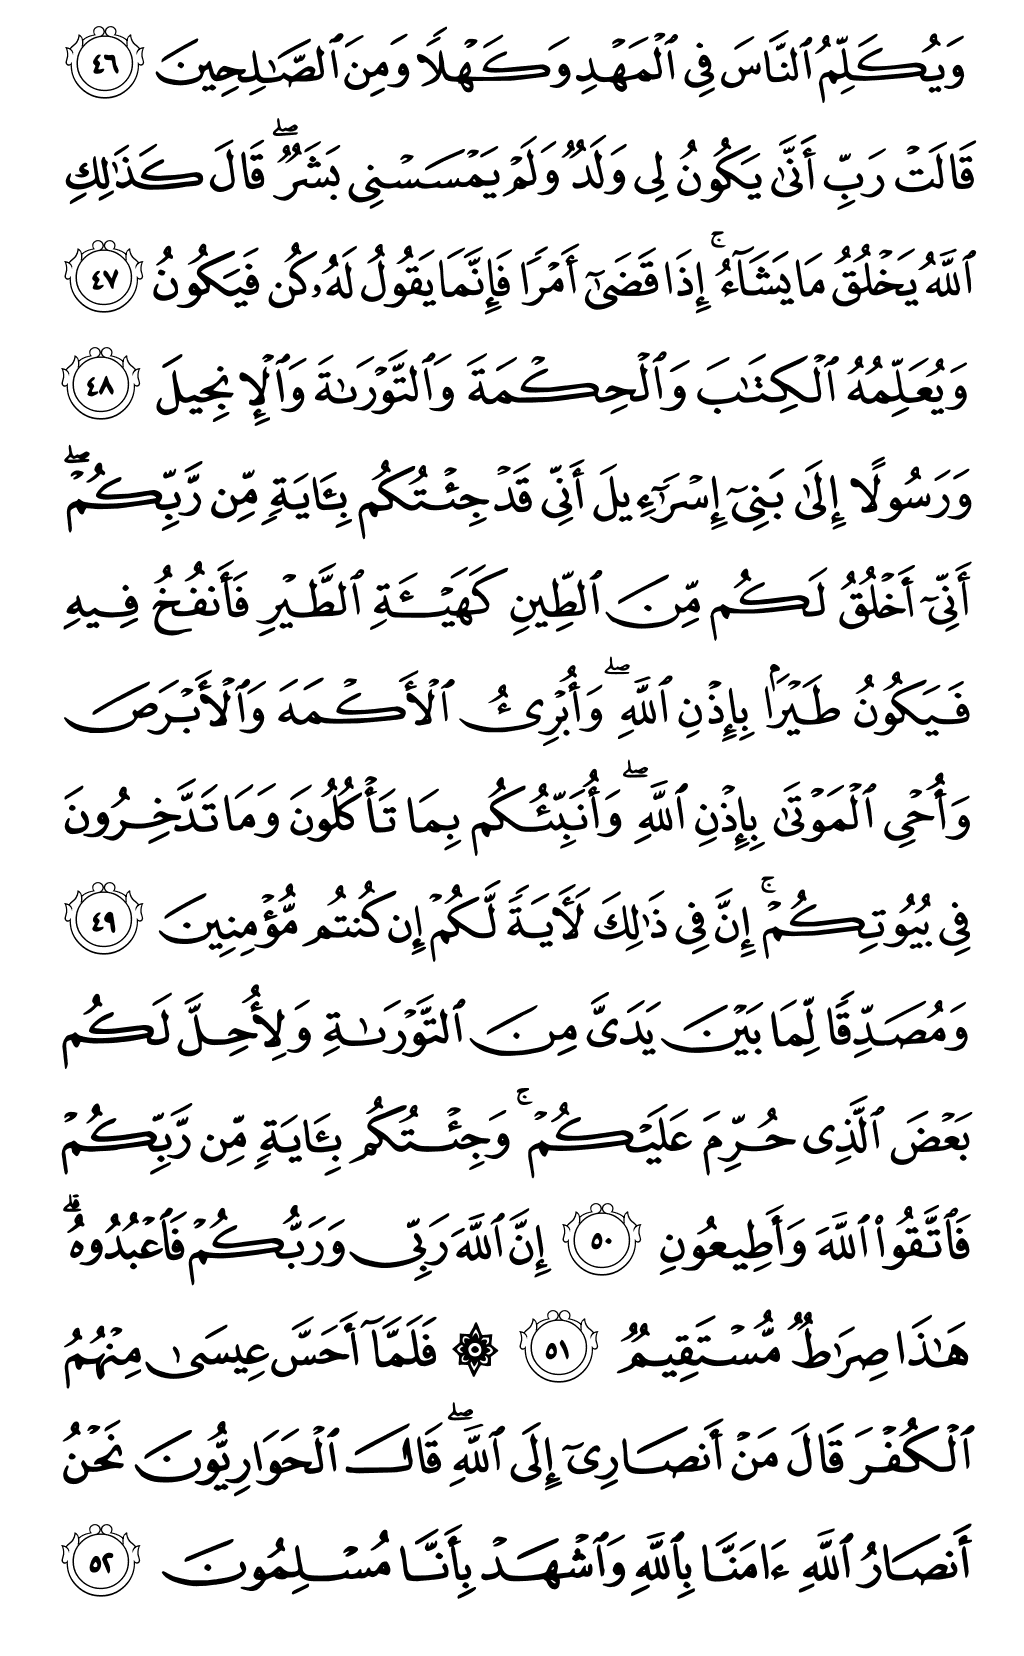 وَيُكَلِّمُ ٱلنَّاسَ فِي ٱلۡمَهۡدِ وَكَهۡلٗا وَمِنَ ٱلصَّـٰلِحِينَ ٤٦
قَالَتۡ رَبِّ أَنَّىٰ يَكُونُ لِي وَلَدٞ وَلَمۡ يَمۡسَسۡنِي بَشَرٞۖ قَالَ كَذَٰلِكِ
ٱللَّهُ يَخۡلُقُ مَا يَشَآءُۚ إِذَا قَضَىٰٓ أَمۡرٗا فَإِنَّمَا يَقُولُ لَهُۥ كُن فَيَكُونُ ٤٧
وَيُعَلِّمُهُ ٱلۡكِتَٰبَ وَٱلۡحِكۡمَةَ وَٱلتَّوۡرَىٰةَ وَٱلۡإِنجِيلَ ٤٨
وَرَسُولًا إِلَىٰ بَنِيٓ إِسۡرَـٰٓءِيلَ أَنِّي قَدۡ جِئۡتُكُم بِـَٔايَةٖ مِّن رَّبِّكُمۡۖ
أَنِّيٓ أَخۡلُقُ لَكُم مِّنَ ٱلطِّينِ كَهَيۡـَٔةِ ٱلطَّيۡرِ فَأَنفُخُ فِيهِ
فَيَكُونُ طَيۡرَۢا بِإِذۡنِ ٱللَّهِۖ وَأُبۡرِئُ ٱلۡأَكۡمَهَ وَٱلۡأَبۡرَصَ
وَأُحۡيِ ٱلۡمَوۡتَىٰ بِإِذۡنِ ٱللَّهِۖ وَأُنَبِّئُكُم بِمَا تَأۡكُلُونَ وَمَا تَدَّخِرُونَ
فِي بُيُوتِكُمۡۚ إِنَّ فِي ذَٰلِكَ لَأٓيَةٗ لَّكُمۡ إِن كُنتُم مُّؤۡمِنِينَ ٤٩
وَمُصَدِّقٗا لِّمَا بَيۡنَ يَدَيَّ مِنَ ٱلتَّوۡرَىٰةِ وَلِأُحِلَّ لَكُم
بَعۡضَ ٱلَّذِي حُرِّمَ عَلَيۡكُمۡۚ وَجِئۡتُكُم بِـَٔايَةٖ مِّن رَّبِّكُمۡ
فَٱتَّقُواْ ٱللَّهَ وَأَطِيعُونِ ٥٠ إِنَّ ٱللَّهَ رَبِّي وَرَبُّكُمۡ فَٱعۡبُدُوهُۚ
هَٰذَا صِرَٰطٞ مُّسۡتَقِيمٞ ٥١ ۞ فَلَمَّآ أَحَسَّ عِيسَىٰ مِنۡهُمُ
ٱلۡكُفۡرَ قَالَ مَنۡ أَنصَارِيٓ إِلَى ٱللَّهِۖ قَالَ ٱلۡحَوَارِيُّونَ نَحۡنُ
أَنصَارُ ٱللَّهِ ءَامَنَّا بِٱللَّهِ وَٱشۡهَدۡ بِأَنَّا مُسۡلِمُونَ ٥٢